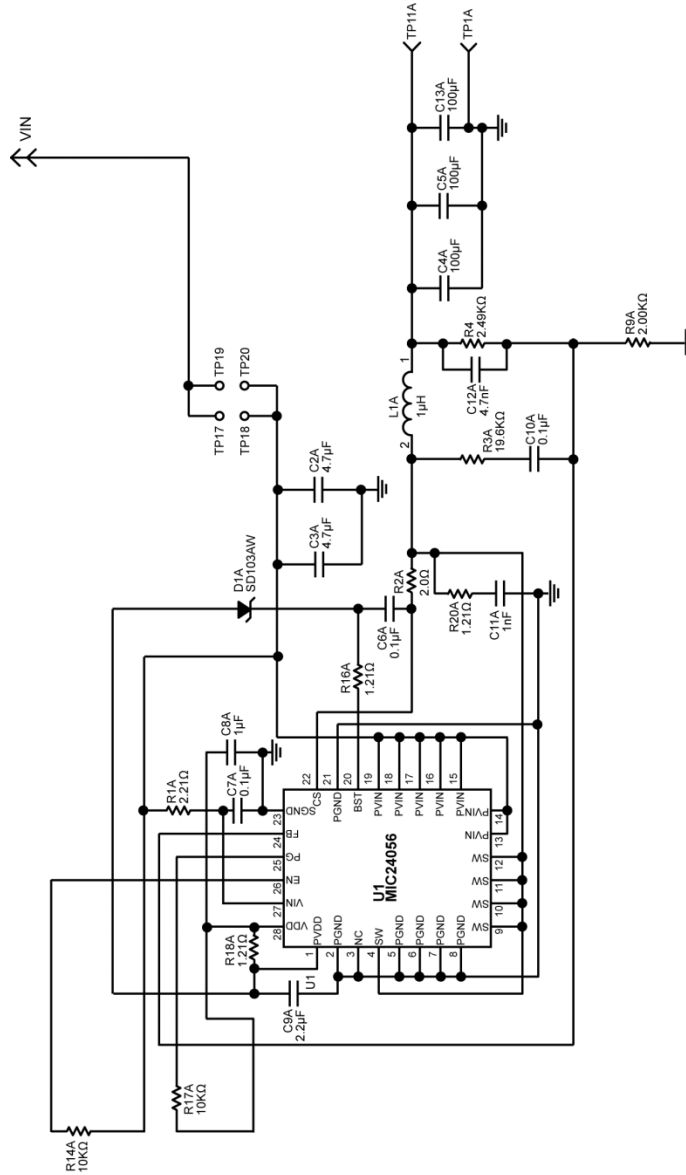 VIN
TP11A
TP1A
C13A
100µF
C5A
100µF
C4A
100µF
TP19
TP20
TP17
TP18
R4
2.49KΩ
R9A
2.00KΩ
C12A
4.7nF
1
L1A
1µH
2
R3A
19.6KΩ
C10A
0.1µF
C2A
4.7µF
C3A
4.7µF
D1A
SD103AW
R2A
2.0Ω
R20A
1.21Ω
C11A
1nF
C6A
0.1µF
R16A
1.21Ω
C8A
1µF
C7A
0.1µF
R1A
2.21Ω
22
21
20
19
18
17
16
15
CS
PGND
BST
PVIN
PVIN
PVIN
PVIN
PVIN
23
24
25
26
27
28
SGND
FB
PG
EN
VIN
VDD
U1
MIC24056
PVIN
PVIN
SW
SW
SW
SW
14
13
12
11
10
9
PVDD
PGND
NC
SW
PGND
PGND
PGND
PGND
1
2
3
4
5
6
7
8
R18A
1.21Ω
U1
C9A
2.2µF
R17A
10KΩ
R14A
10KΩ